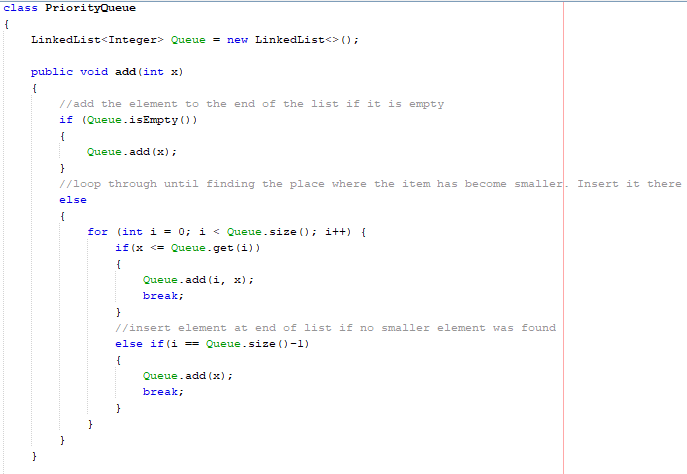 class PriorityQueue
{
    LinkedList<Integer> Queue = new LinkedList<>();

    public void add(int x)
    {
        //add the element to the end of the list if it is empty
        if (Queue.isEmpty())
        {
            Queue.add(x);
        }
        //loop through until finding the place where the item has become smaller. Insert it there
        else
        {
            for (int i = 0; i < Queue.size(); i++) {
                if(x <= Queue.get(i))
                {
                    Queue.add(i, x);
                    break;
                }
                //insert element at end of list if no smaller element was found
                else if(i == Queue.size()-1)
                {
                    Queue.add(x);
                    break;
                }
            }
        }
    }